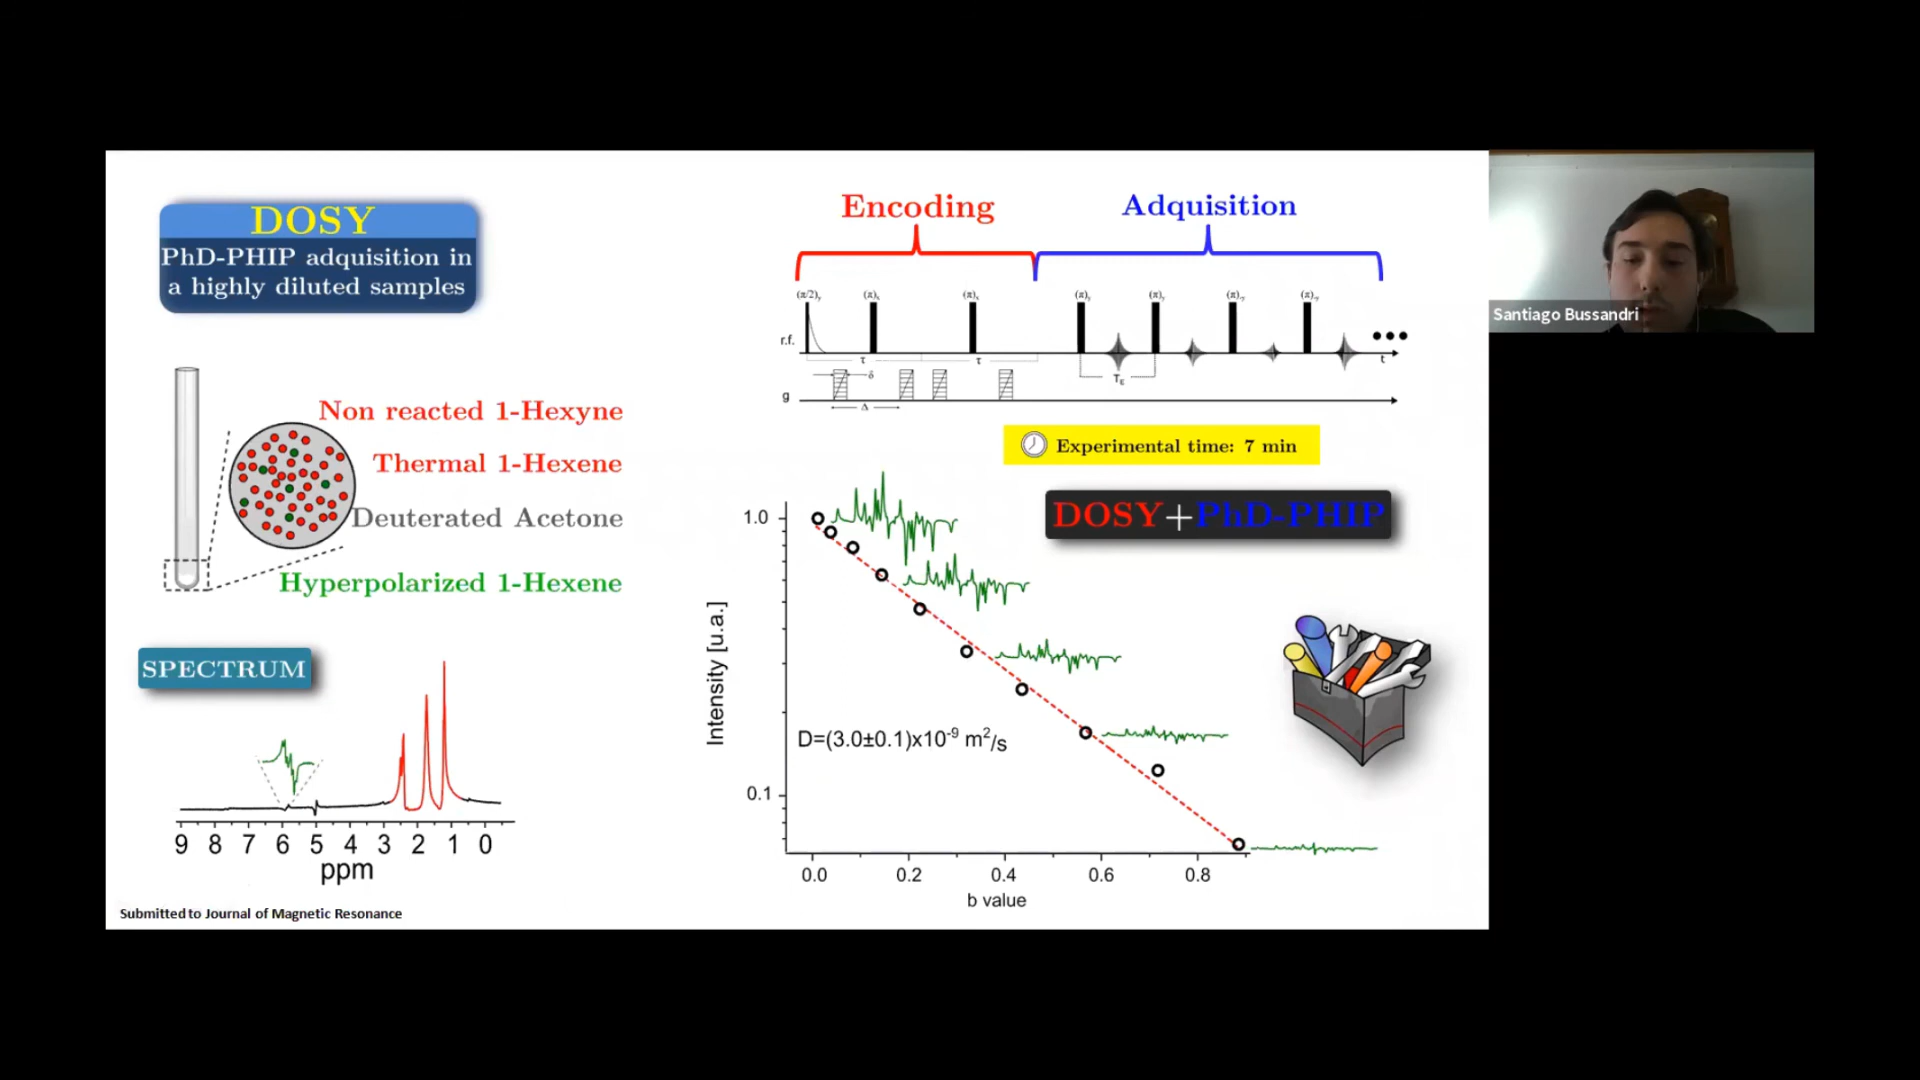 DOSY
PhD-PHIP adquisition in
a highly diluted samples
Non reacted 1-Hexyne
Thermal 1-Hexene
Deuterated Acetone
Hyperpolarized 1-Hexene
SPECTRUM
9 8 7 6 5 4 3 2 1 0
ppm
Submitted to Journal of Magnetic Resonance
Encoding
Adquisition
r.f.
τ
τ
t
δ
T_E
g
Δ
Experimental time: 7 min
DOSY+PhD-PHIP
1.0
0.1
Intensity [u.a.]
D=(3.0±0.1)x10⁻⁹ m²/s
0.0 0.2 0.4 0.6 0.8
b value
Santiago Bussandri